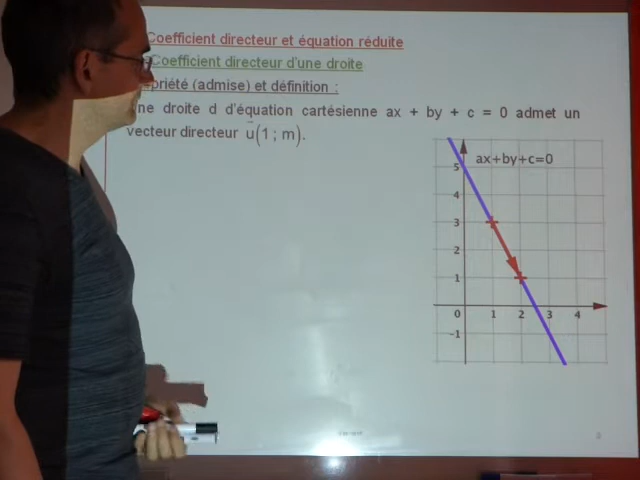 Coefficient directeur et équation réduite
Coefficient directeur d'une droite
priété (admise) et définition :
ne droite d d'équation cartésienne ax + by + c = 0 admet un
vecteur directeur u⃗(1 ; m).
ax+by+c=0
5
4
3
2
1
0 1 2 3 4
-1